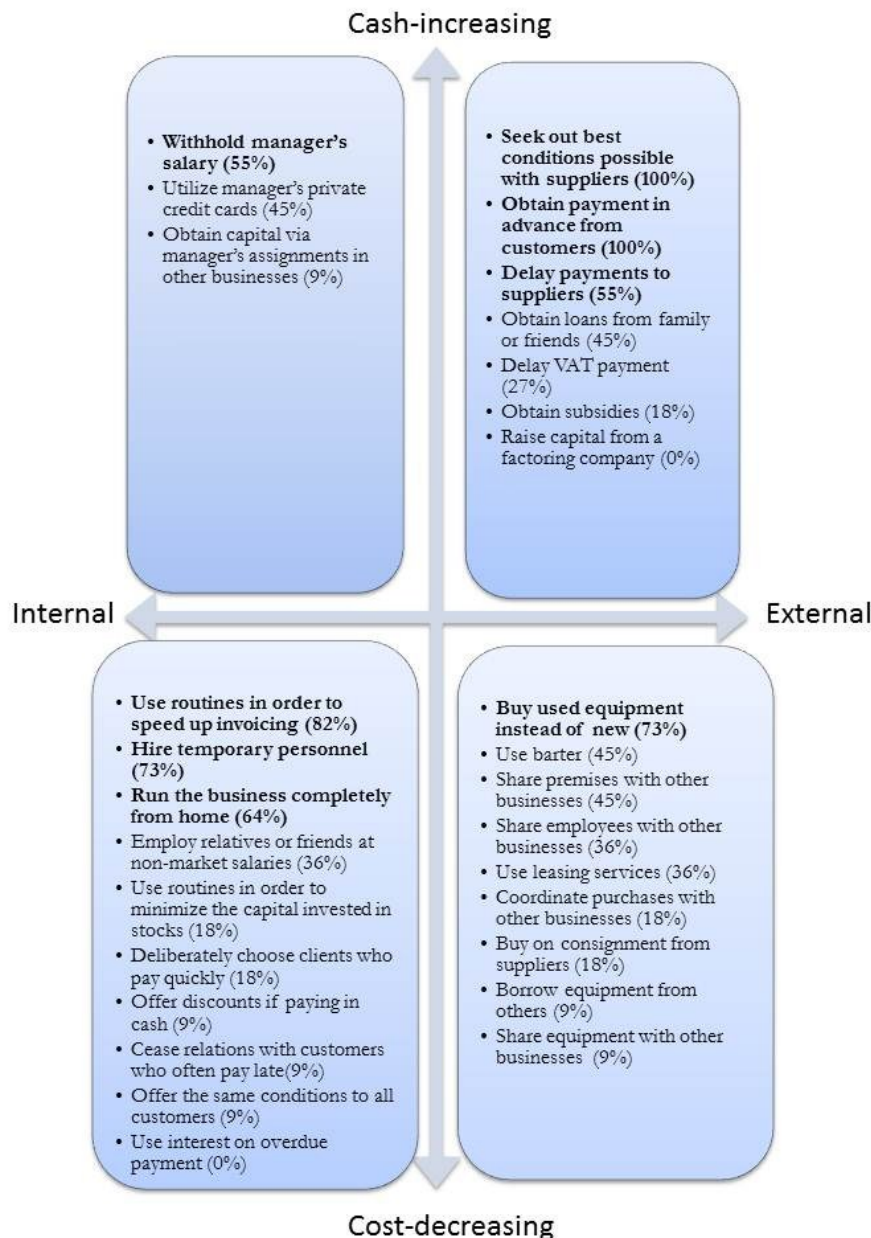 Cash-increasing
• Withhold manager's
salary (55%)
• Utilize manager's private
credit cards (45%)
• Obtain capital via
manager's assignments in
other businesses (9%)
• Seek out best
conditions possible
with suppliers (100%)
• Obtain payment in
advance from
customers (100%)
• Delay payments to
suppliers (55%)
• Obtain loans from family
or friends (45%)
• Delay VAT payment
(27%)
• Obtain subsidies (18%)
• Raise capital from a
factoring company (0%)
Internal
External
• Use routines in order to
speed up invoicing (82%)
• Hire temporary personnel
(73%)
• Run the business completely
from home (64%)
• Employ relatives or friends at
non-market salaries (36%)
• Use routines in order to
minimize the capital invested in
stocks (18%)
• Deliberately choose clients who
pay quickly (18%)
• Offer discounts if paying in
cash (9%)
• Cease relations with customers
who often pay late(9%)
• Offer the same conditions to all
customers (9%)
• Use interest on overdue
payment (0%)
• Buy used equipment
instead of new (73%)
• Use barter (45%)
• Share premises with other
businesses (45%)
• Share employees with other
businesses (36%)
• Use leasing services (36%)
• Coordinate purchases with
other businesses (18%)
• Buy on consignment from
suppliers (18%)
• Borrow equipment from
others (9%)
• Share equipment with other
businesses (9%)
Cost-decreasing